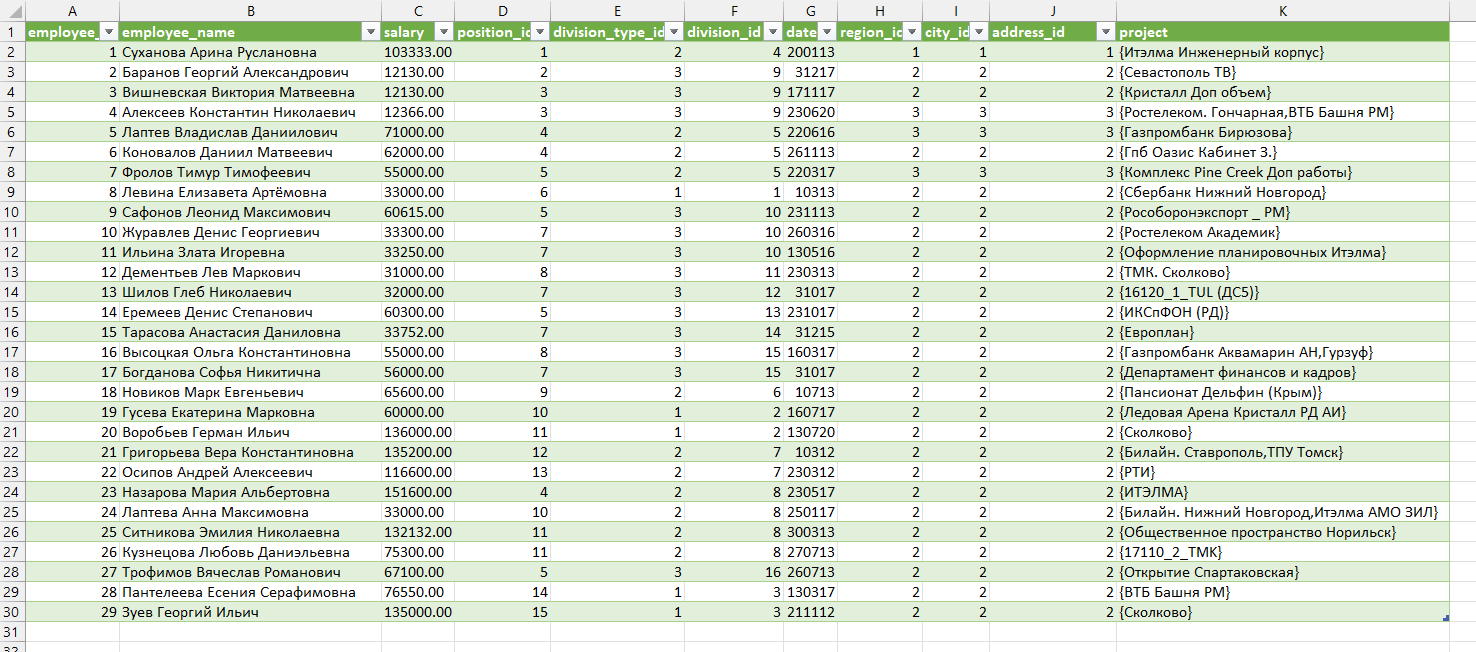 A B C D E F G H I J K
1 employee_ employee_name salary position_id division_type_id division_id date region_id city_id address_id project
2 1 Суханова Арина Руслановна 103333.00 1 2 4 200113 1 1 1 {Итэлма Инженерный корпус}
3 2 Баранов Георгий Александрович 12130.00 2 3 9 31217 2 2 2 {Севастополь ТВ}
4 3 Вишневская Виктория Матвеевна 12130.00 3 3 9 171117 2 2 2 {Кристалл Доп объем}
5 4 Алексеев Константин Николаевич 12366.00 3 3 9 230620 3 3 3 {Ростелеком. Гончарная,ВТБ Башня РМ}
6 5 Лаптев Владислав Даниилович 71000.00 4 2 5 220616 3 3 3 {Газпромбанк Бирюзова}
7 6 Коновалов Даниил Матвеевич 62000.00 4 2 5 261113 2 2 2 {Гпб Оазис Кабинет З.}
8 7 Фролов Тимур Тимофеевич 55000.00 5 2 5 220317 3 3 3 {Комплекс Pine Creek Доп работы}
9 8 Левина Елизавета Артёмовна 33000.00 6 1 1 10313 2 2 2 {Сбербанк Нижний Новгород}
10 9 Сафонов Леонид Максимович 60615.00 5 3 10 231113 2 2 2 {Рособоронэкспорт _ РМ}
11 10 Журавлев Денис Георгиевич 33300.00 7 3 10 260316 2 2 2 {Ростелеком Академик}
12 11 Ильина Злата Игоревна 33250.00 7 3 10 130516 2 2 2 {Оформление планировочных Итэлма}
13 12 Дементьев Лев Маркович 31000.00 8 3 11 230313 2 2 2 {ТМК. Сколково}
14 13 Шилов Глеб Николаевич 32000.00 7 3 12 31017 2 2 2 {16120_1_TUL (ДС5)}
15 14 Еремеев Денис Степанович 60300.00 5 3 13 231017 2 2 2 {ИКСпФОН (РД)}
16 15 Тарасова Анастасия Даниловна 33752.00 7 3 14 31215 2 2 2 {Европлан}
17 16 Высоцкая Ольга Константиновна 55000.00 8 3 15 160317 2 2 2 {Газпромбанк Аквамарин АН,Гурзуф}
18 17 Богданова Софья Никитична 56000.00 7 3 15 31017 2 2 2 {Департамент финансов и кадров}
19 18 Новиков Марк Евгеньевич 65600.00 9 2 6 10713 2 2 2 {Пансионат Дельфин (Крым)}
20 19 Гусева Екатерина Марковна 60000.00 10 1 2 160717 2 2 2 {Ледовая Арена Кристалл РД АИ}
21 20 Воробьев Герман Ильич 136000.00 11 1 2 130720 2 2 2 {Сколково}
22 21 Григорьева Вера Константиновна 135200.00 12 2 7 10312 2 2 2 {Билайн. Ставрополь,ТПУ Томск}
23 22 Осипов Андрей Алексеевич 116600.00 13 2 7 230312 2 2 2 {РТИ}
24 23 Назарова Мария Альбертовна 151600.00 4 2 8 230517 2 2 2 {ИТЭЛМА}
25 24 Лаптева Анна Максимовна 33000.00 10 2 8 250117 2 2 2 {Билайн. Нижний Новгород,Итэлма АМО ЗИЛ}
26 25 Ситникова Эмилия Николаевна 132132.00 11 2 8 300313 2 2 2 {Общественное пространство Норильск}
27 26 Кузнецова Любовь Даниэльевна 75300.00 11 2 8 270713 2 2 2 {17110_2_TMK}
28 27 Трофимов Вячеслав Романович 67100.00 5 3 16 260713 2 2 2 {Открытие Спартаковская}
29 28 Пантелеева Есения Серафимовна 76550.00 14 1 3 130317 2 2 2 {ВТБ Башня РМ}
30 29 Зуев Георгий Ильич 135000.00 15 1 3 211112 2 2 2 {Сколково}
31